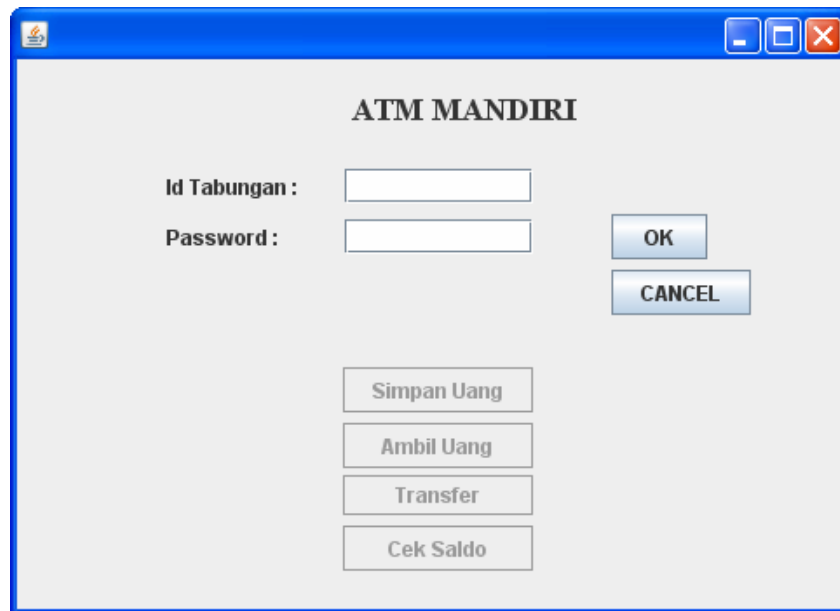 ATM MANDIRI
Id Tabungan :
Password :
OK
CANCEL
Simpan Uang
Ambil Uang
Transfer
Cek Saldo